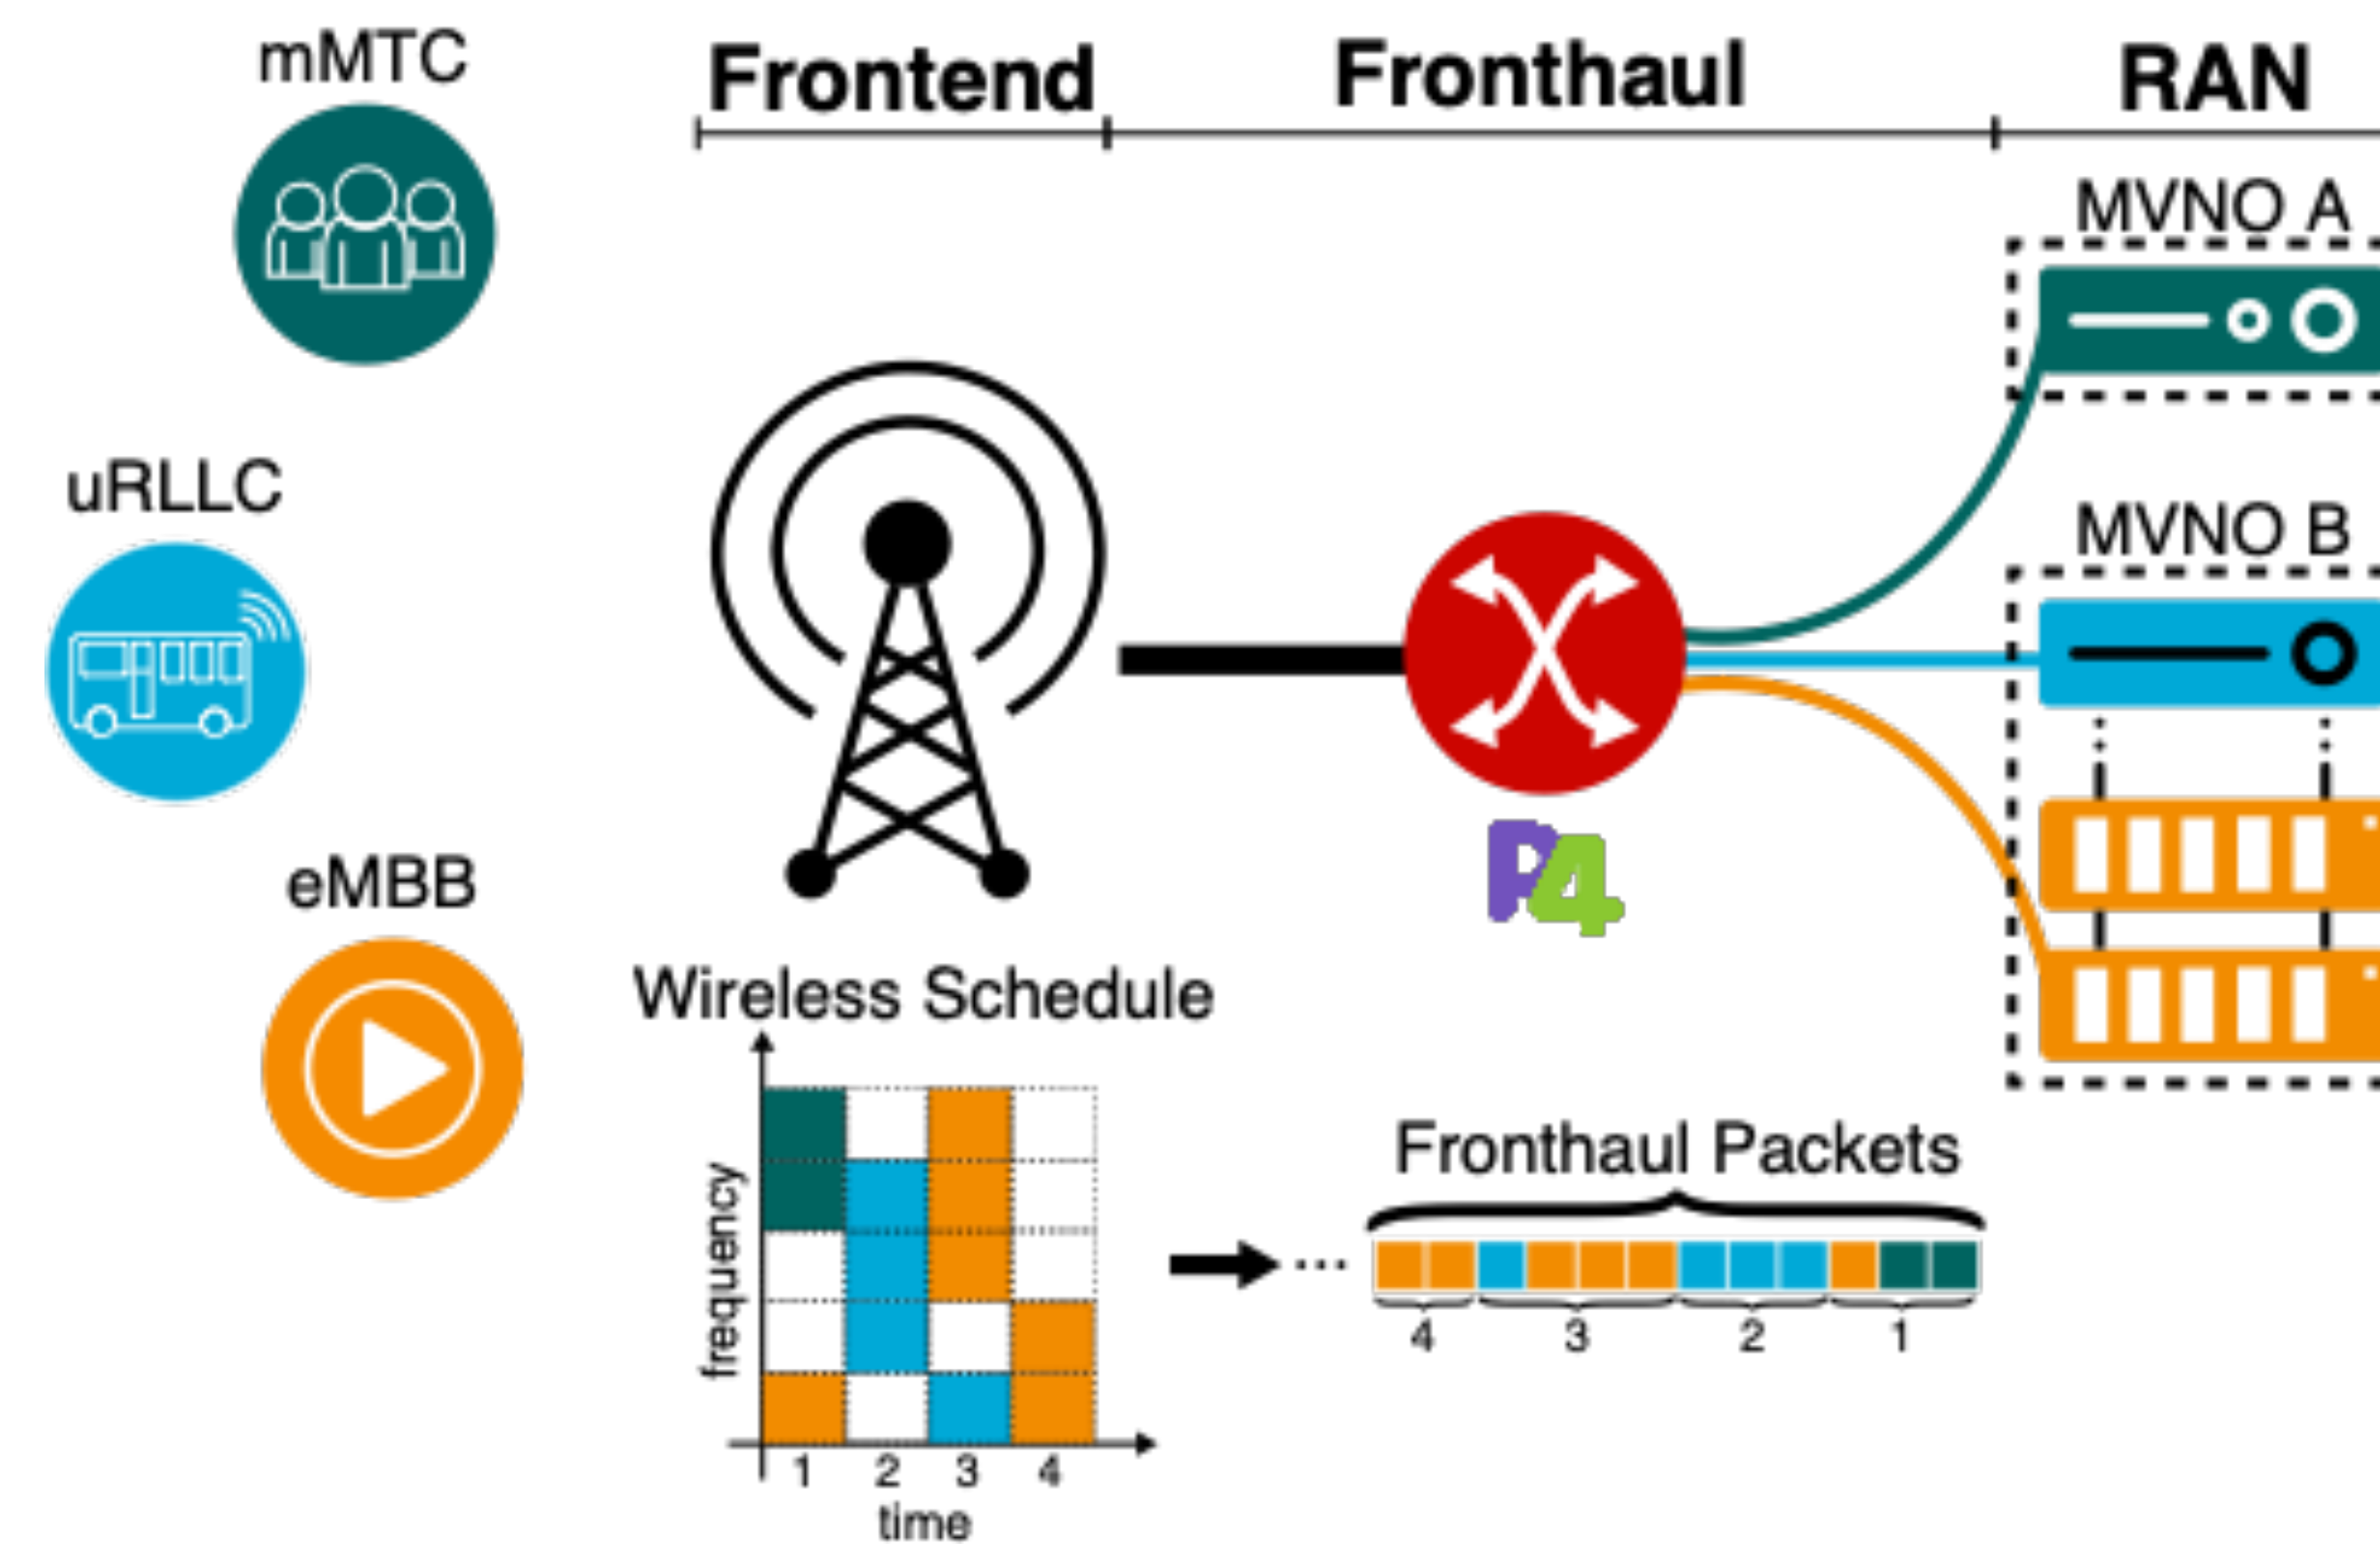 mMTC
Frontend
Fronthaul
RAN
MVNO A
uRLLC
MVNO B
P4
eMBB
Wireless Schedule
frequency
1 2 3 4
time
Fronthaul Packets
4 3 2 1